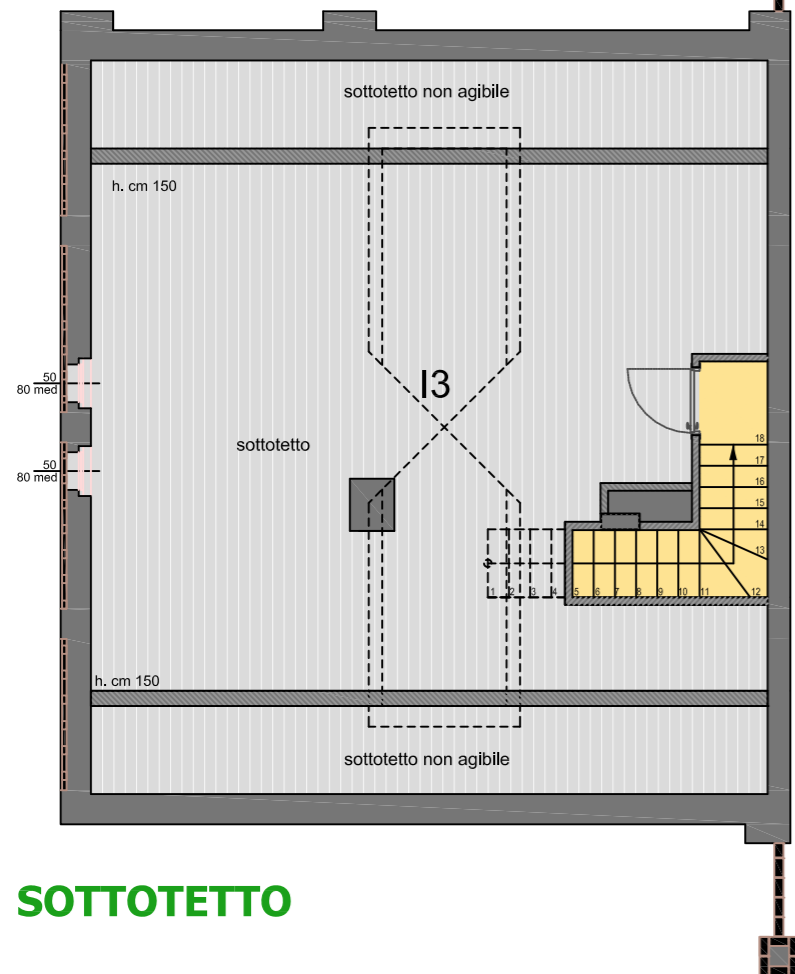 sottotetto non agibile
h. cm 150
I3
50
80 med
sottotetto
50
80 med
18
17
16
15
14
13
1 2 3 4 5 6 7 8 9 10 11 12
h. cm 150
sottotetto non agibile
SOTTOTETTO